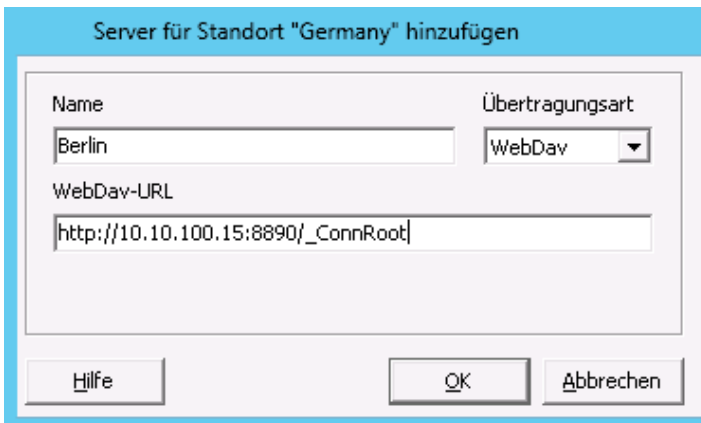 Server für Standort "Germany" hinzufügen
Name
Übertragungsart
Berlin
WebDav
WebDav-URL
http://10.10.100.15:8890/_ConnRoot
Hilfe
OK
Abbrechen